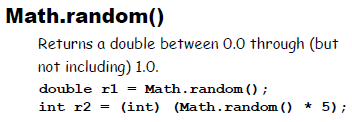 Math.random()
Returns a double between 0.0 through (but
not including) 1.0.
double r1 = Math.random();
int r2 = (int) (Math.random() * 5);